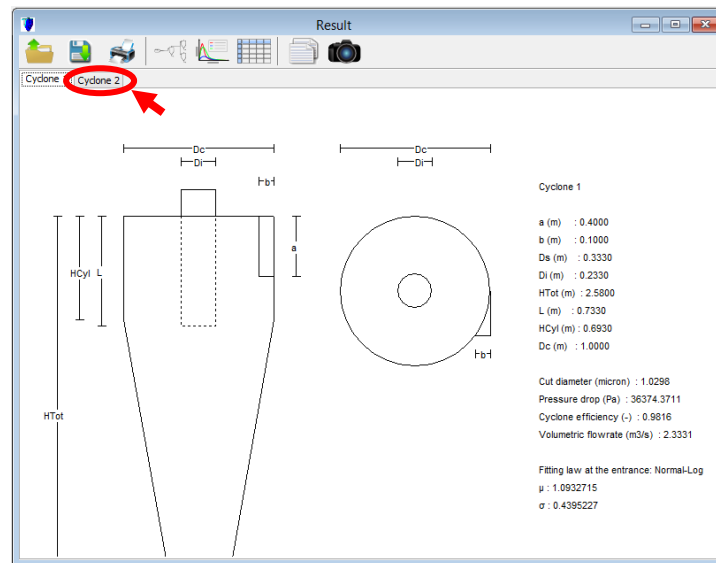 Result
Cyclone
Cyclone 2
Dc
Di
b
HCyl
L
a
HTot
Dc
Di
b
Cyclone 1
a (m) : 0.4000
b (m) : 0.1000
Ds (m) : 0.3330
Di (m) : 0.2330
HTot (m) : 2.5800
L (m) : 0.7330
HCyl (m) : 0.6930
Dc (m) : 1.0000
Cut diameter (micron) : 1.0298
Pressure drop (Pa) : 36374.3711
Cyclone efficiency (-) : 0.9816
Volumetric flowrate (m3/s) : 2.3331
Fitting law at the entrance: Normal-Log
μ : 1.0932715
σ : 0.4395227